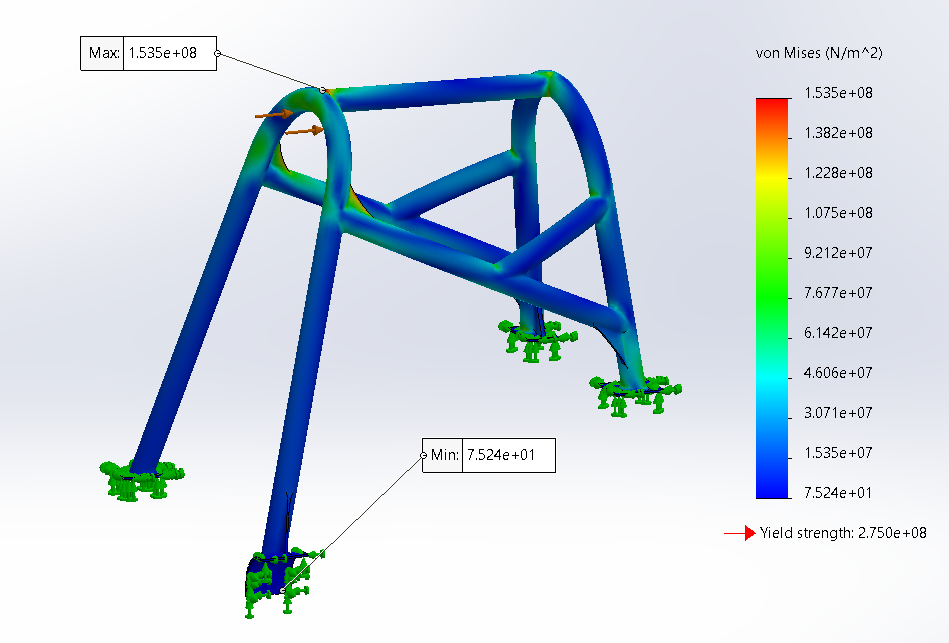 von Mises (N/m^2)
Max: 1.535e+08
1.535e+08
1.382e+08
1.228e+08
1.075e+08
9.212e+07
7.677e+07
6.142e+07
4.606e+07
3.071e+07
1.535e+07
7.524e+01
Min: 7.524e+01
Yield strength: 2.750e+08